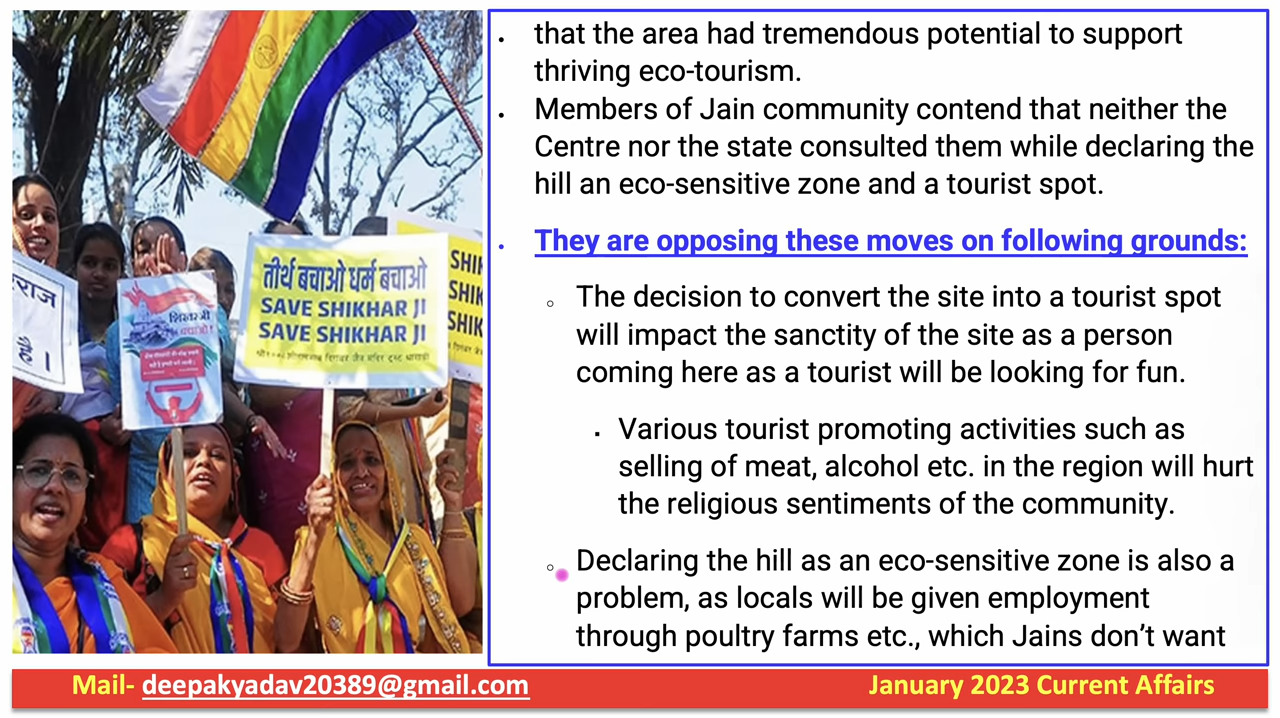 that the area had tremendous potential to support
thriving eco-tourism.
Members of Jain community contend that neither the
Centre nor the state consulted them while declaring the
hill an eco-sensitive zone and a tourist spot.
They are opposing these moves on following grounds:
The decision to convert the site into a tourist spot
will impact the sanctity of the site as a person
coming here as a tourist will be looking for fun.
Various tourist promoting activities such as
selling of meat, alcohol etc. in the region will hurt
the religious sentiments of the community.
Declaring the hill as an eco-sensitive zone is also a
problem, as locals will be given employment
through poultry farms etc., which Jains don’t want
तीर्थ बचाओ धर्म बचाओ
SAVE SHIKHAR JI
SAVE SHIKHAR JI
SHIK
SHIK
SHIK
शिखरजी
Mail- deepakyadav20389@gmail.com
January 2023 Current Affairs